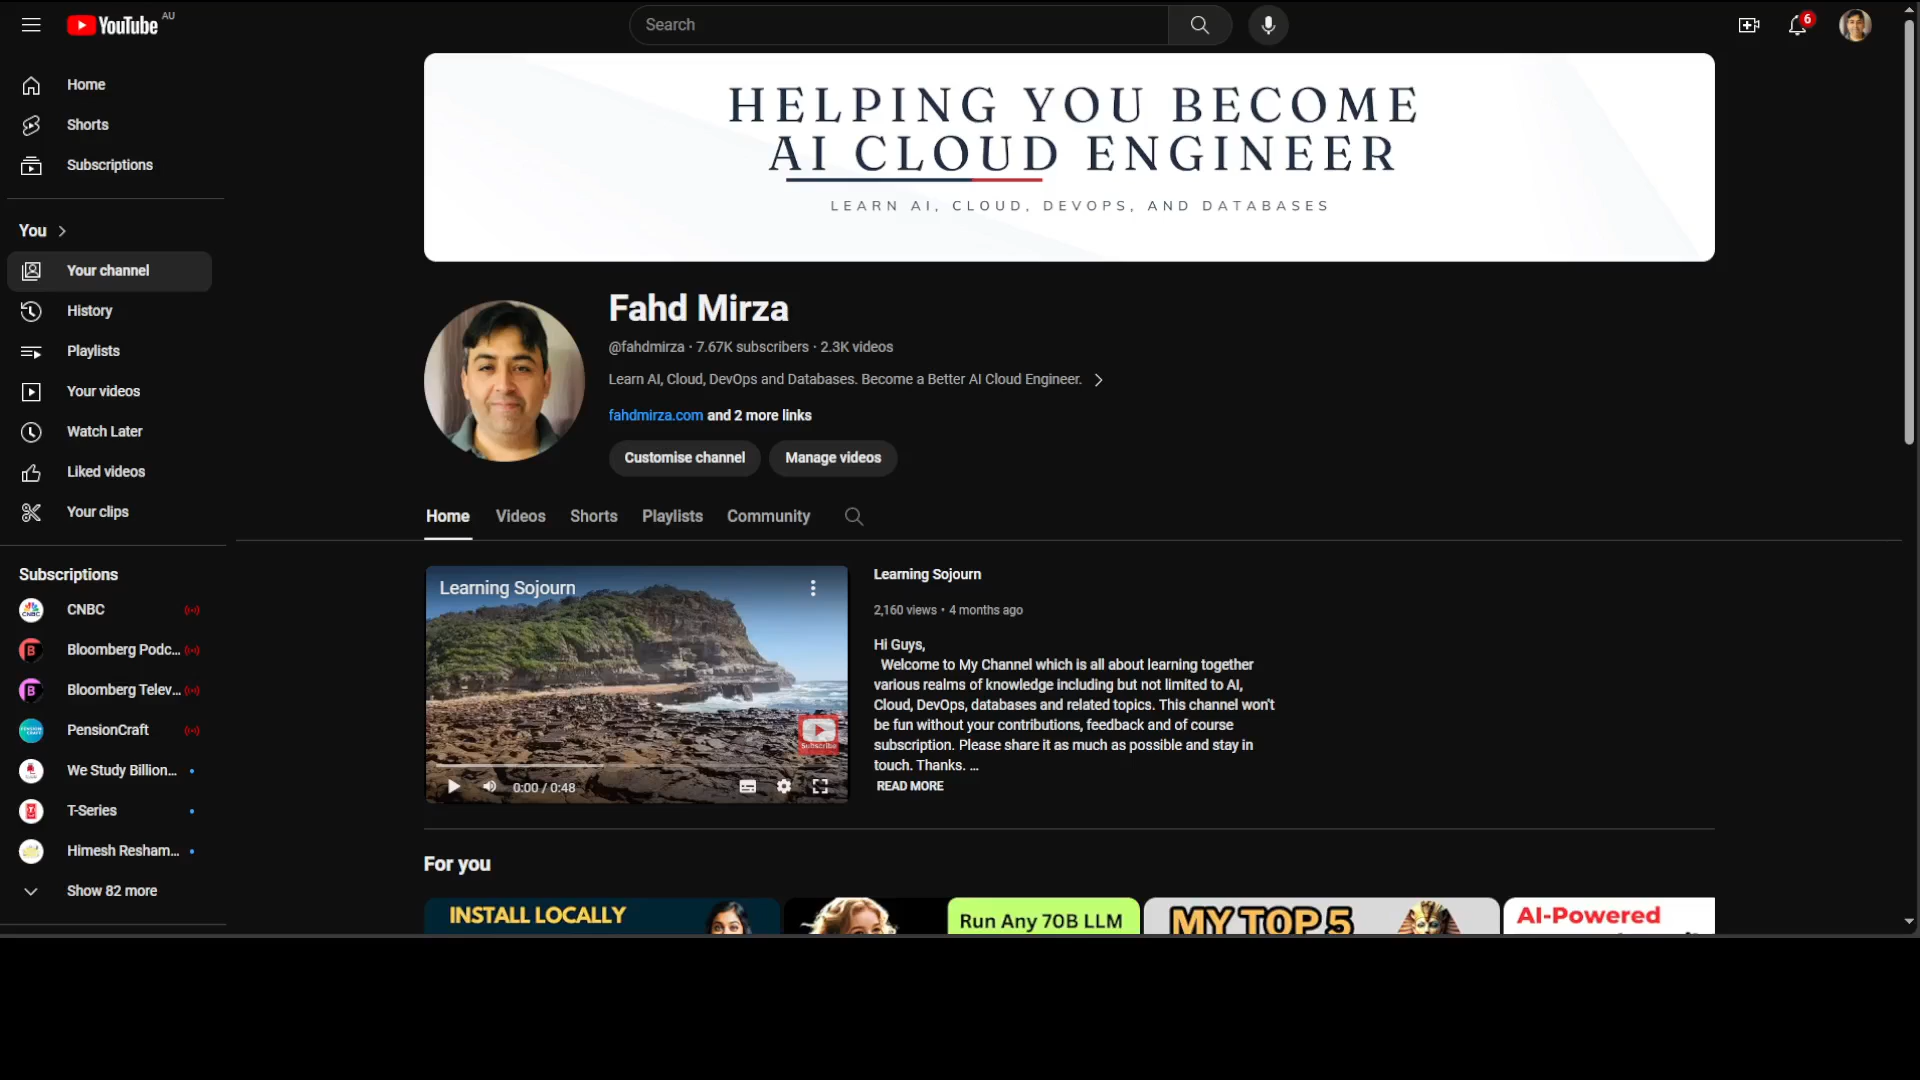 YouTube AU
Search
6
Home
Shorts
Subscriptions
You
Your channel
History
Playlists
Your videos
Watch Later
Liked videos
Your clips
Subscriptions
CNBC
Bloomberg Podc...
Bloomberg Telev...
PensionCraft
We Study Billion...
T-Series
Himesh Resham...
Show 82 more
HELPING YOU BECOME
AI CLOUD ENGINEER
LEARN AI, CLOUD, DEVOPS, AND DATABASES
Fahd Mirza
@fahdmirza · 7.67K subscribers · 2.3K videos
Learn AI, Cloud, DevOps and Databases. Become a Better AI Cloud Engineer.
fahdmirza.com and 2 more links
Customise channel Manage videos
Home Videos Shorts Playlists Community
Learning Sojourn
Subscribe
0:00 / 0:48
Learning Sojourn
2,160 views • 4 months ago
Hi Guys,
Welcome to My Channel which is all about learning together
various realms of knowledge including but not limited to AI,
Cloud, DevOps, databases and related topics. This channel won't
be fun without your contributions, feedback and of course
subscription. Please share it as much as possible and stay in
touch. Thanks. ...
READ MORE
For you
INSTALL LOCALLY
Run Any 70B LLM
MY TOP 5
AI-Powered